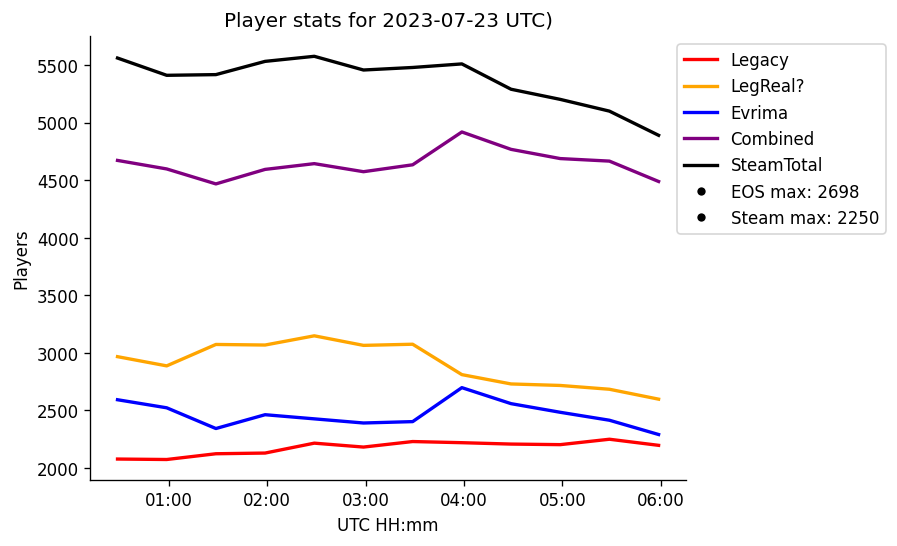 Player stats for 2023-07-23 UTC)
Players
5500
5000
4500
4000
3500
3000
2500
2000
01:00 02:00 03:00 04:00 05:00 06:00
UTC HH:mm
Legacy
LegReal?
Evrima
Combined
SteamTotal
EOS max: 2698
Steam max: 2250